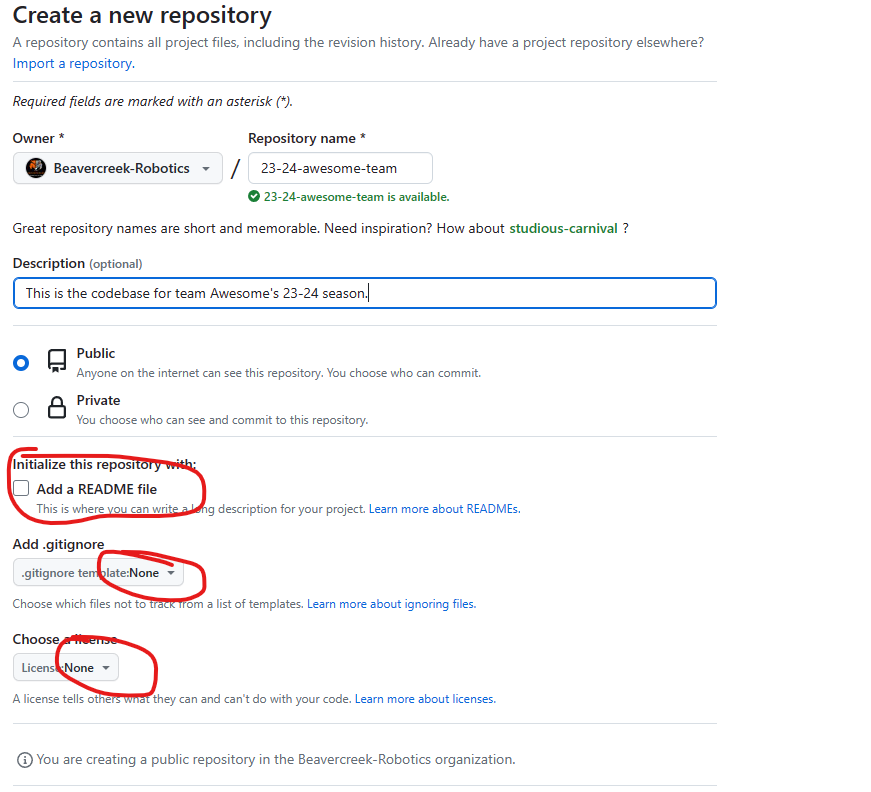 Create a new repository
A repository contains all project files, including the revision history. Already have a project repository elsewhere?
Import a repository.
Required fields are marked with an asterisk (*).
Owner * Repository name *
Beavercreek-Robotics / 23-24-awesome-team
23-24-awesome-team is available.
Great repository names are short and memorable. Need inspiration? How about studious-carnival ?
Description (optional)
This is the codebase for team Awesome's 23-24 season.
Public
Anyone on the internet can see this repository. You choose who can commit.
Private
You choose who can see and commit to this repository.
Initialize this repository with:
Add a README file
This is where you can write a long description for your project. Learn more about READMEs.
Add .gitignore
.gitignore template:None
Choose which files not to track from a list of templates. Learn more about ignoring files.
Choose a license
License:None
A license tells others what they can and can't do with your code. Learn more about licenses.
You are creating a public repository in the Beavercreek-Robotics organization.